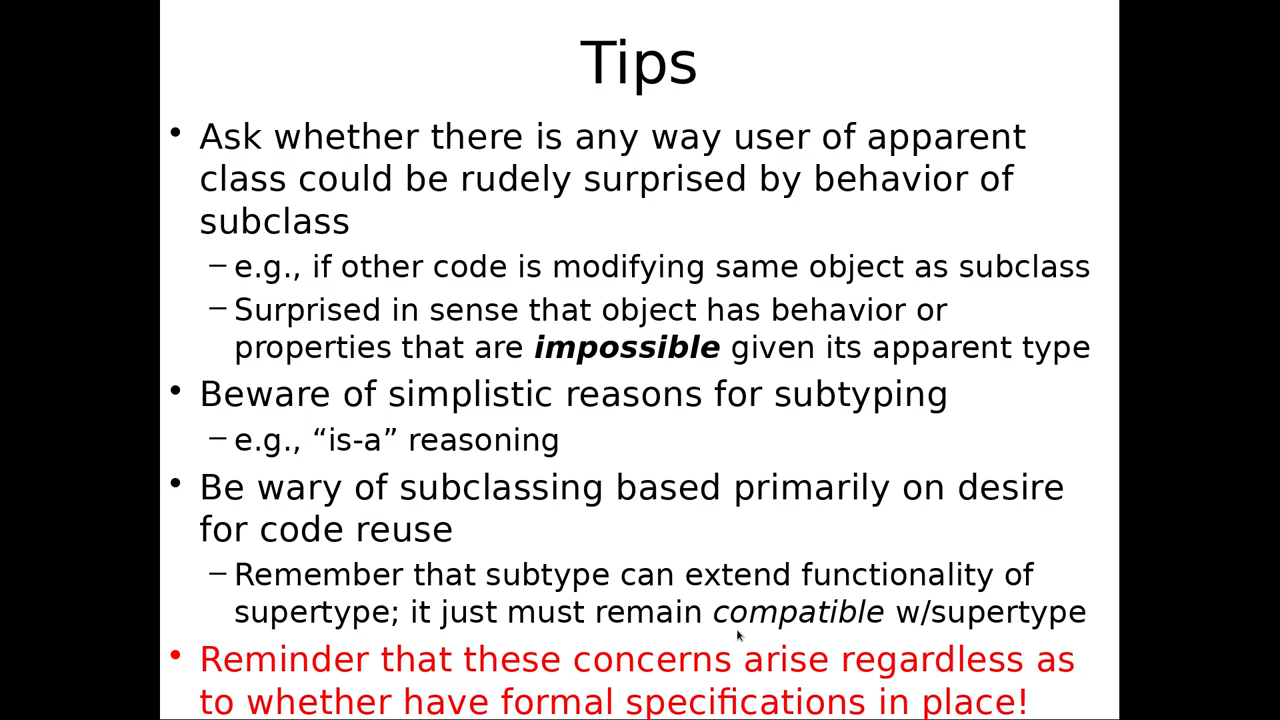 Tips
• Ask whether there is any way user of apparent
class could be rudely surprised by behavior of
subclass
– e.g., if other code is modifying same object as subclass
– Surprised in sense that object has behavior or
properties that are impossible given its apparent type
• Beware of simplistic reasons for subtyping
– e.g., “is-a” reasoning
• Be wary of subclassing based primarily on desire
for code reuse
– Remember that subtype can extend functionality of
supertype; it just must remain compatible w/supertype
• Reminder that these concerns arise regardless as
to whether have formal specifications in place!